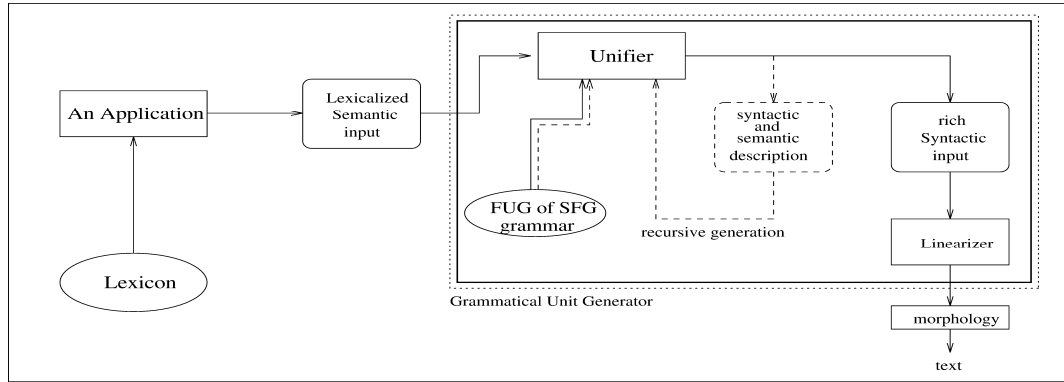 An Application
Lexicon
Lexicalized
Semantic
input
Unifier
FUG of SFG
grammar
syntactic
and
semantic
description
recursive generation
rich
Syntactic
input
Linearizer
Grammatical Unit Generator
morphology
text